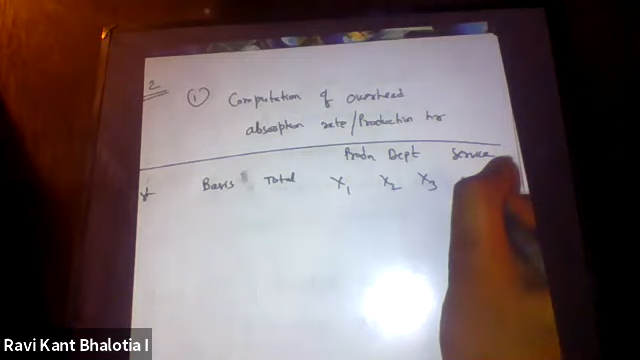 2
① Computation of overhead
absorption rate/Production hr
Prodn Dept Service
Basis Total X₁ X₂ X₃
Ravi Kant Bhalotia I